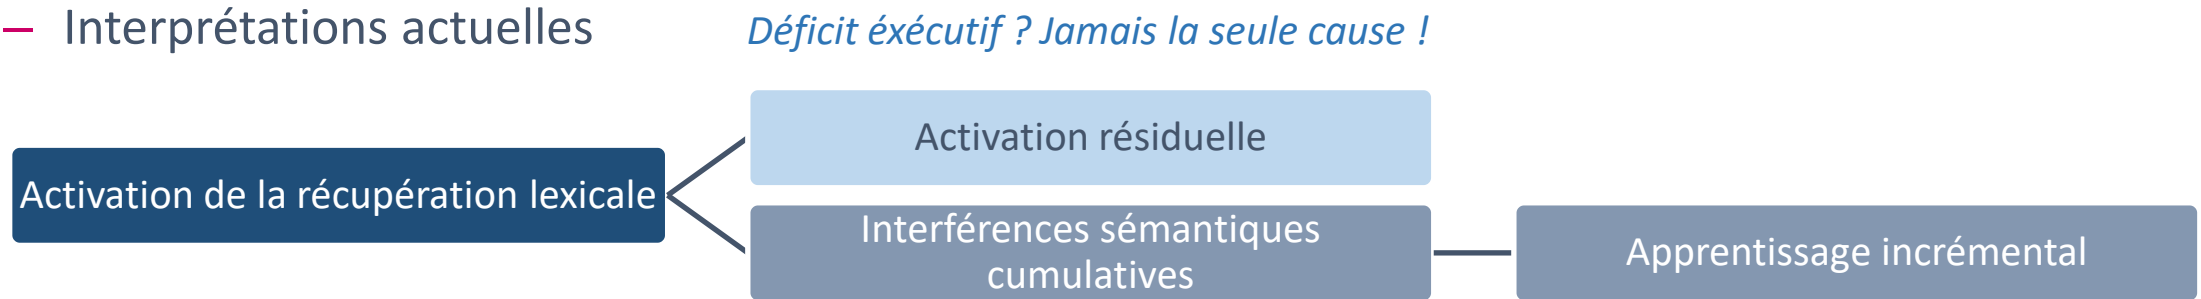 – Interprétations actuelles
Déficit éxécutif ? Jamais la seule cause !
Activation résiduelle
Activation de la récupération lexicale
Interférences sémantiques
cumulatives
Apprentissage incrémental